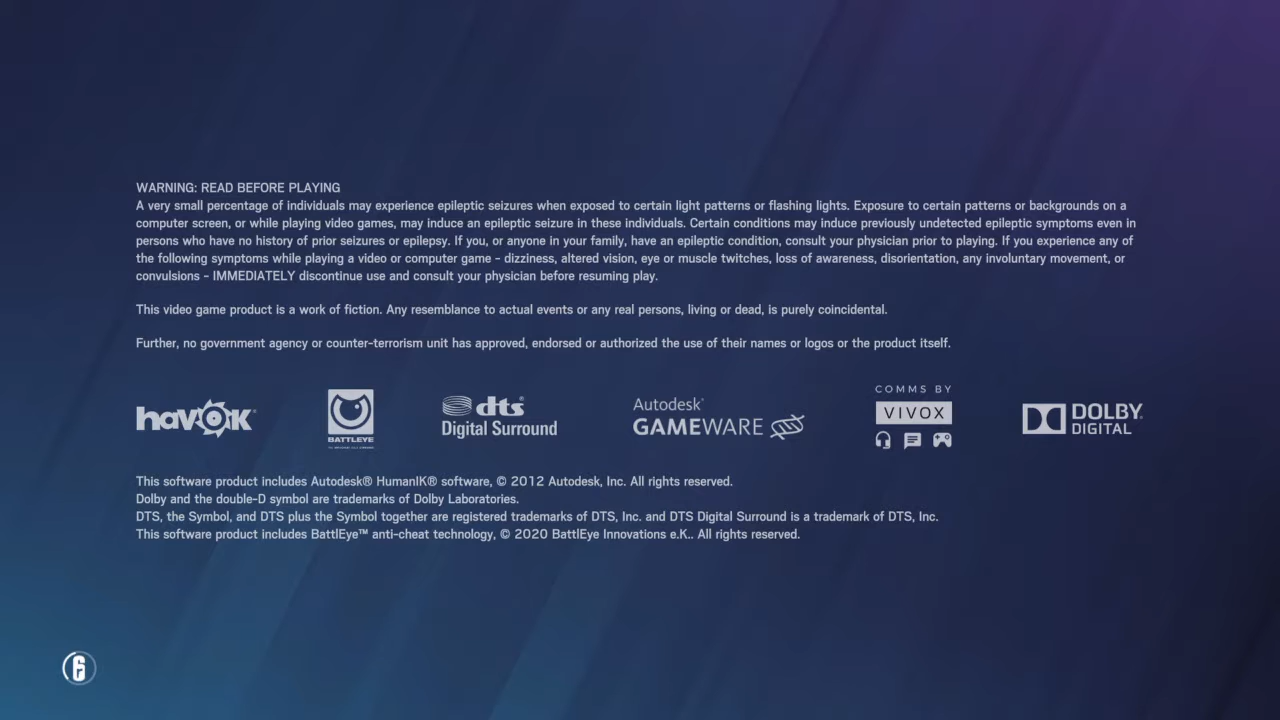 WARNING: READ BEFORE PLAYING
A very small percentage of individuals may experience epileptic seizures when exposed to certain light patterns or flashing lights. Exposure to certain patterns or backgrounds on a
computer screen, or while playing video games, may induce an epileptic seizure in these individuals. Certain conditions may induce previously undetected epileptic symptoms even in
persons who have no history of prior seizures or epilepsy. If you, or anyone in your family, have an epileptic condition, consult your physician prior to playing. If you experience any of
the following symptoms while playing a video or computer game - dizziness, altered vision, eye or muscle twitches, loss of awareness, disorientation, any involuntary movement, or
convulsions - IMMEDIATELY discontinue use and consult your physician before resuming play.
This video game product is a work of fiction. Any resemblance to actual events or any real persons, living or dead, is purely coincidental.
Further, no government agency or counter-terrorism unit has approved, endorsed or authorized the use of their names or logos or the product itself.
havok
BATTLEYE
dts
Digital Surround
Autodesk®
GAMEWARE
COMMS BY
VIVOX
DOLBY®
DIGITAL
This software product includes Autodesk® HumanIK® software, © 2012 Autodesk, Inc. All rights reserved.
Dolby and the double-D symbol are trademarks of Dolby Laboratories.
DTS, the Symbol, and DTS plus the Symbol together are registered trademarks of DTS, Inc. and DTS Digital Surround is a trademark of DTS, Inc.
This software product includes BattlEye™ anti-cheat technology, © 2020 BattlEye Innovations e.K.. All rights reserved.
6